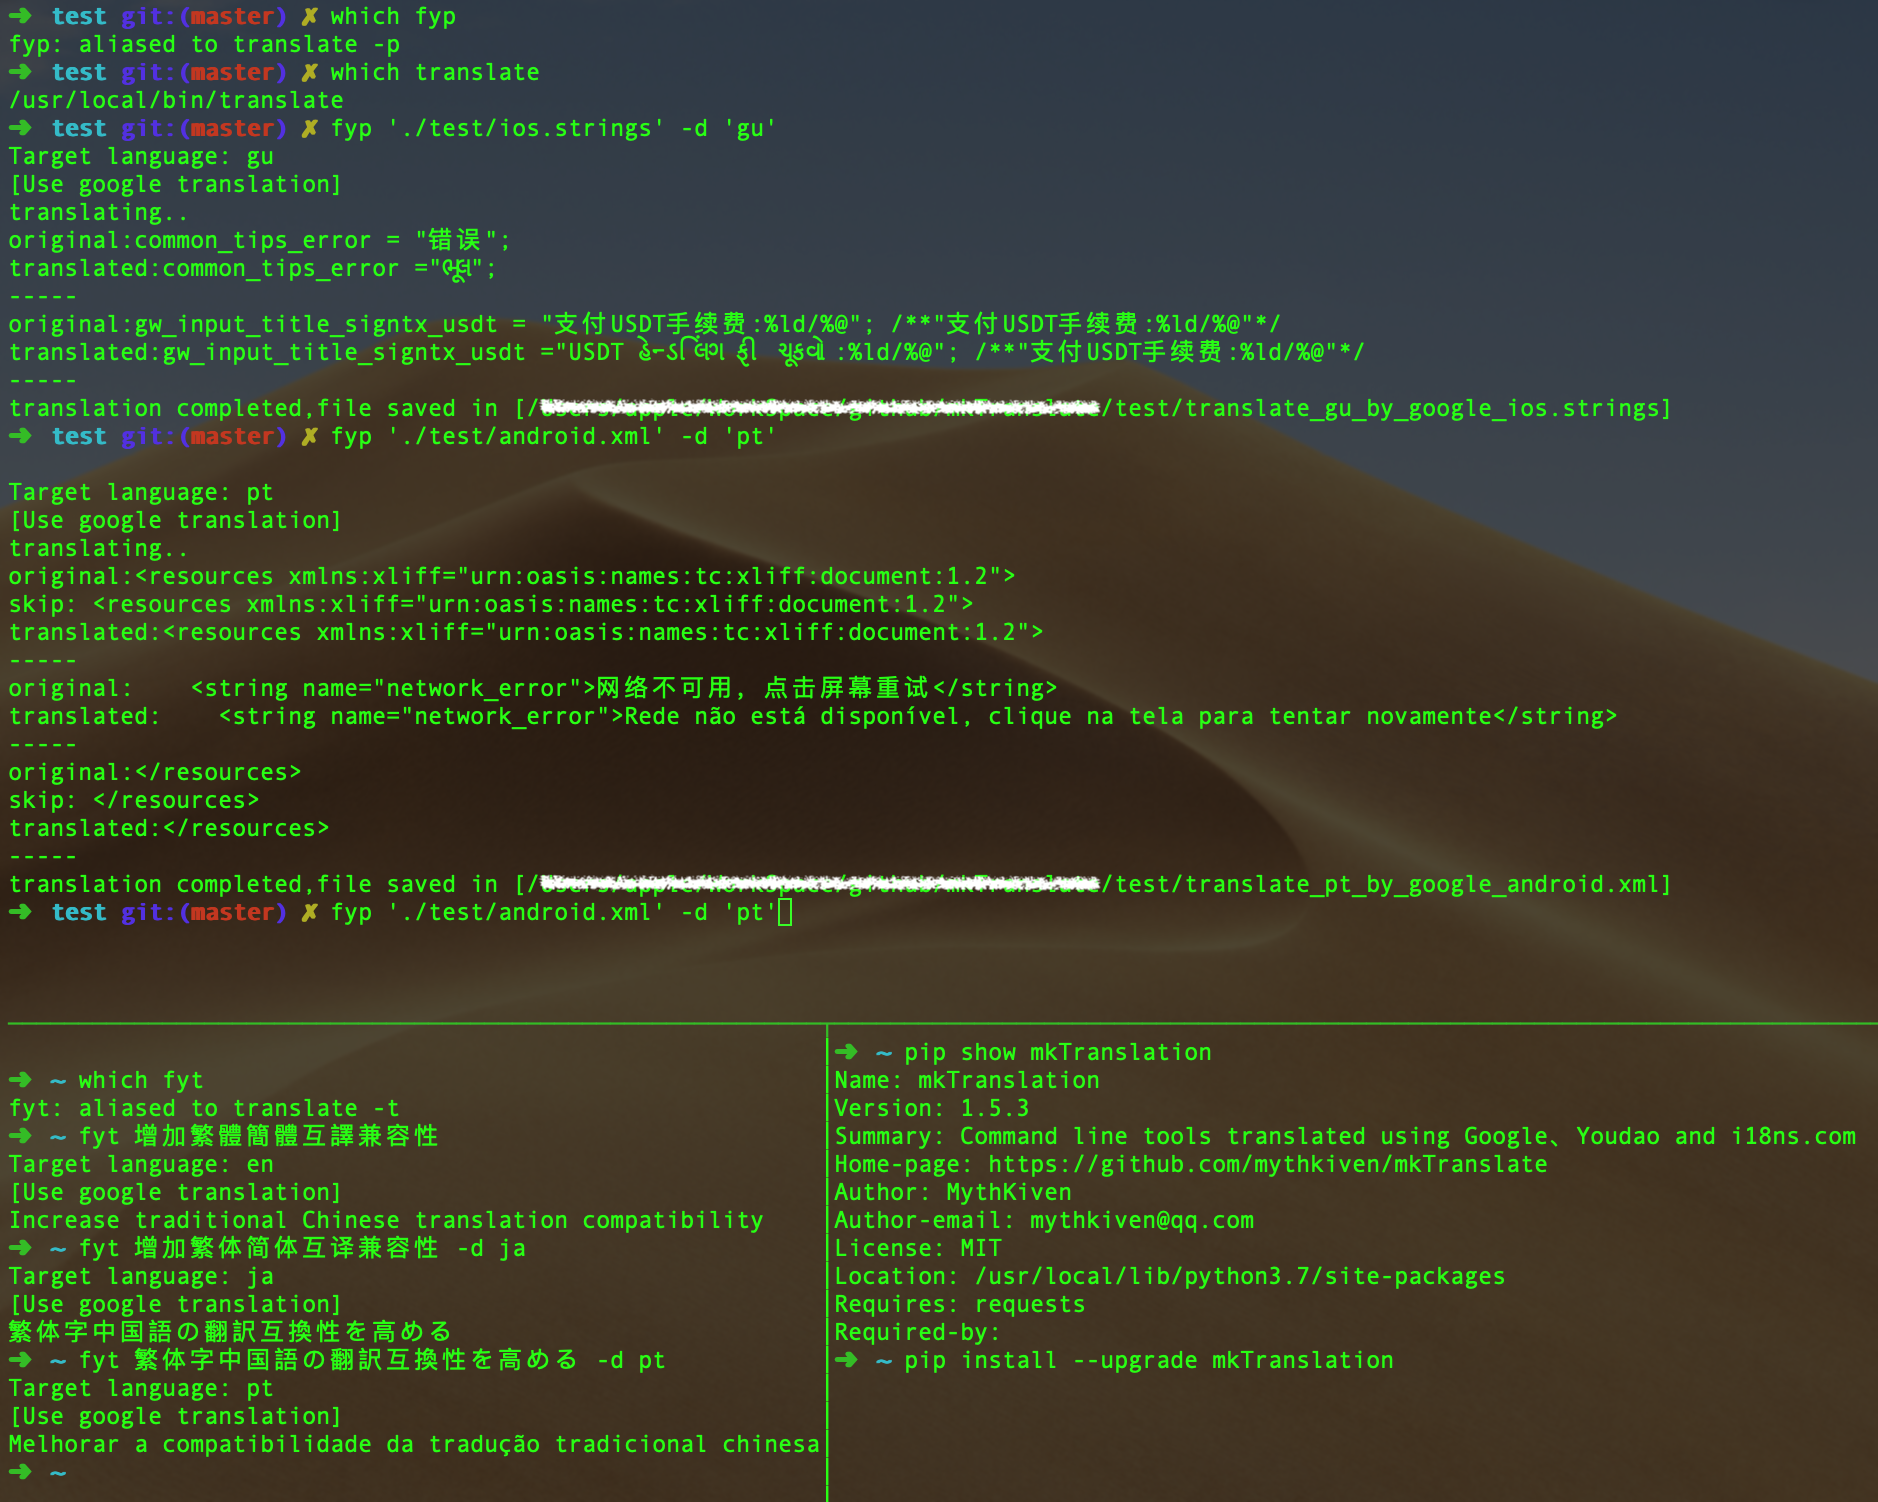 ➜ test git:(master) ✗ which fyp
fyp: aliased to translate -p
➜ test git:(master) ✗ which translate
/usr/local/bin/translate
➜ test git:(master) ✗ fyp './test/ios.strings' -d 'gu'
Target language: gu
[Use google translation]
translating..
original:common_tips_error = "错误";
translated:common_tips_error ="ભૂલ";
-----
original:gw_input_title_signtx_usdt = "支付USDT手续费:%ld/%@"; /**"支付USDT手续费:%ld/%@"*/
translated:gw_input_title_signtx_usdt ="USDT હેન્ડલિંગ ફી ચૂકવો :%ld/%@"; /**"支付USDT手续费:%ld/%@"*/
-----
translation completed,file saved in [/ /test/translate_gu_by_google_ios.strings]
➜ test git:(master) ✗ fyp './test/android.xml' -d 'pt'
Target language: pt
[Use google translation]
translating..
original:<resources xmlns:xliff="urn:oasis:names:tc:xliff:document:1.2">
skip: <resources xmlns:xliff="urn:oasis:names:tc:xliff:document:1.2">
translated:<resources xmlns:xliff="urn:oasis:names:tc:xliff:document:1.2">
-----
original:    <string name="network_error">网络不可用, 点击屏幕重试</string>
translated:    <string name="network_error">Rede não está disponível, clique na tela para tentar novamente</string>
-----
original:</resources>
skip: </resources>
translated:</resources>
-----
translation completed,file saved in [/ /test/translate_pt_by_google_android.xml]
➜ test git:(master) ✗ fyp './test/android.xml' -d 'pt'
➜ ~ which fyt
fyt: aliased to translate -t
➜ ~ fyt 增加繁體簡體互譯兼容性
Target language: en
[Use google translation]
Increase traditional Chinese translation compatibility
➜ ~ fyt 增加繁体简体互译兼容性 -d ja
Target language: ja
[Use google translation]
繁体字中国語の翻訳互換性を高める
➜ ~ fyt 繁体字中国語の翻訳互換性を高める -d pt
Target language: pt
[Use google translation]
Melhorar a compatibilidade da tradução tradicional chinesa
➜ ~
➜ ~ pip show mkTranslation
Name: mkTranslation
Version: 1.5.3
Summary: Command line tools translated using Google、Youdao and i18ns.com
Home-page: https://github.com/mythkiven/mkTranslate
Author: MythKiven
Author-email: mythkiven@qq.com
License: MIT
Location: /usr/local/lib/python3.7/site-packages
Requires: requests
Required-by:
➜ ~ pip install --upgrade mkTranslation